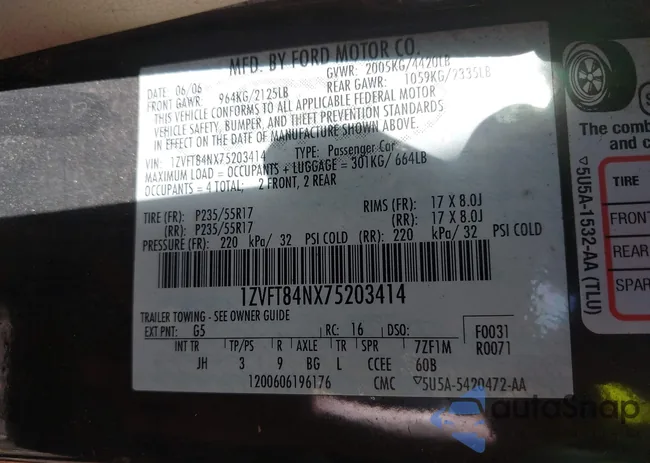 MFD. BY FORD MOTOR CO.
DATE: 06/06 GVWR: 2005KG/4420LB
FRONT GAWR: 964KG/2125LB REAR GAWR: 1059KG/2335LB
THIS VEHICLE CONFORMS TO ALL APPLICABLE FEDERAL MOTOR
VEHICLE SAFETY, BUMPER, AND THEFT PREVENTION STANDARDS
IN EFFECT ON THE DATE OF MANUFACTURE SHOWN ABOVE.
VIN: 1ZVFT84NX75203414 TYPE: Passenger Car
MAXIMUM LOAD = OCCUPANTS + LUGGAGE = 301KG/ 664LB
OCCUPANTS = 4 TOTAL; 2 FRONT, 2 REAR
TIRE (FR): P235/55R17 RIMS (FR): 17 X 8.0J
(RR): P235/55R17 (RR): 17 X 8.0J
PRESSURE (FR): 220 kPa/ 32 PSI COLD (RR): 220 kPa/ 32 PSI COLD
1ZVFT84NX75203414
TRAILER TOWING - SEE OWNER GUIDE
EXT PNT: G5 RC: 16 DSO: F0031
INT TR TP/PS R AXLE TR SPR 7ZF1M R0071
JH 3 9 BG L CCEE 60B
1200606196176 CMC ▽5U5A-5420472-AA
The comb
and car
TIRE
FRONT
REAR
SPAR
▽5U5A-1532-AA (TLU)
autoSnap